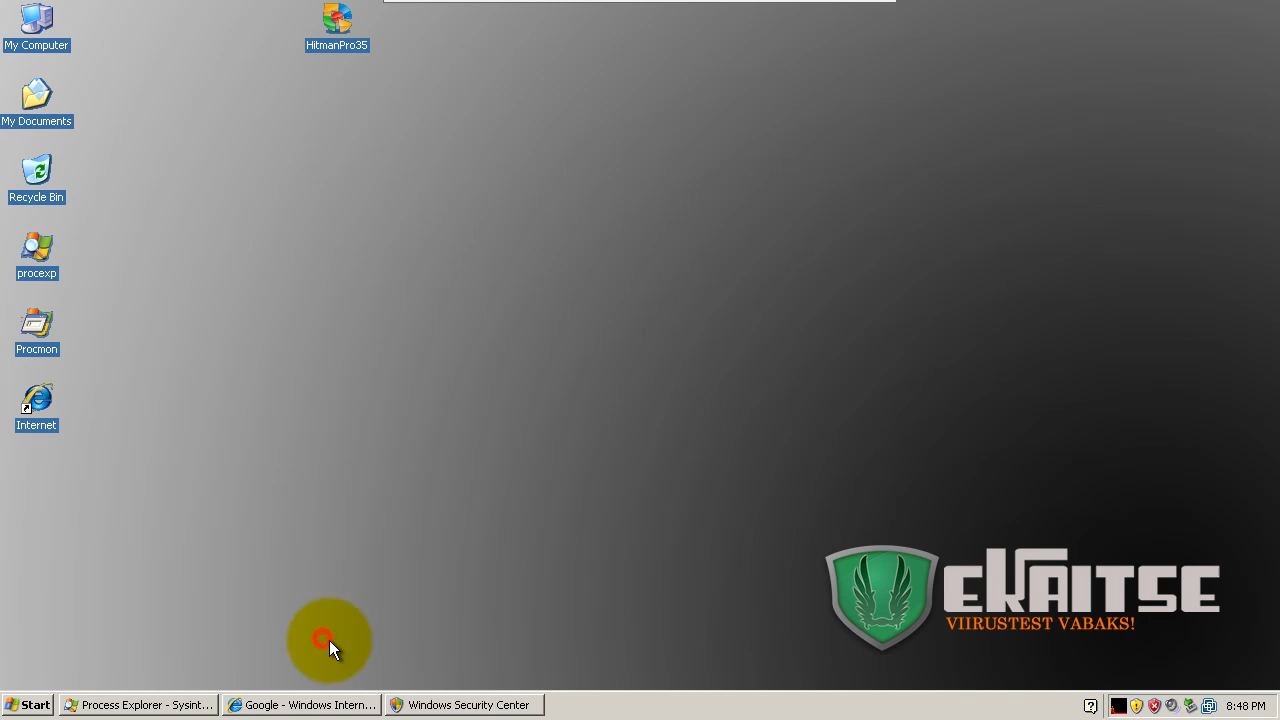 My Computer
HitmanPro35
My Documents
Recycle Bin
procexp
Procmon
Internet
EKAITSE
VIIRUSTEST VABAKS!
Start
Process Explorer - Sysint...
Google - Windows Intern...
Windows Security Center
8:48 PM